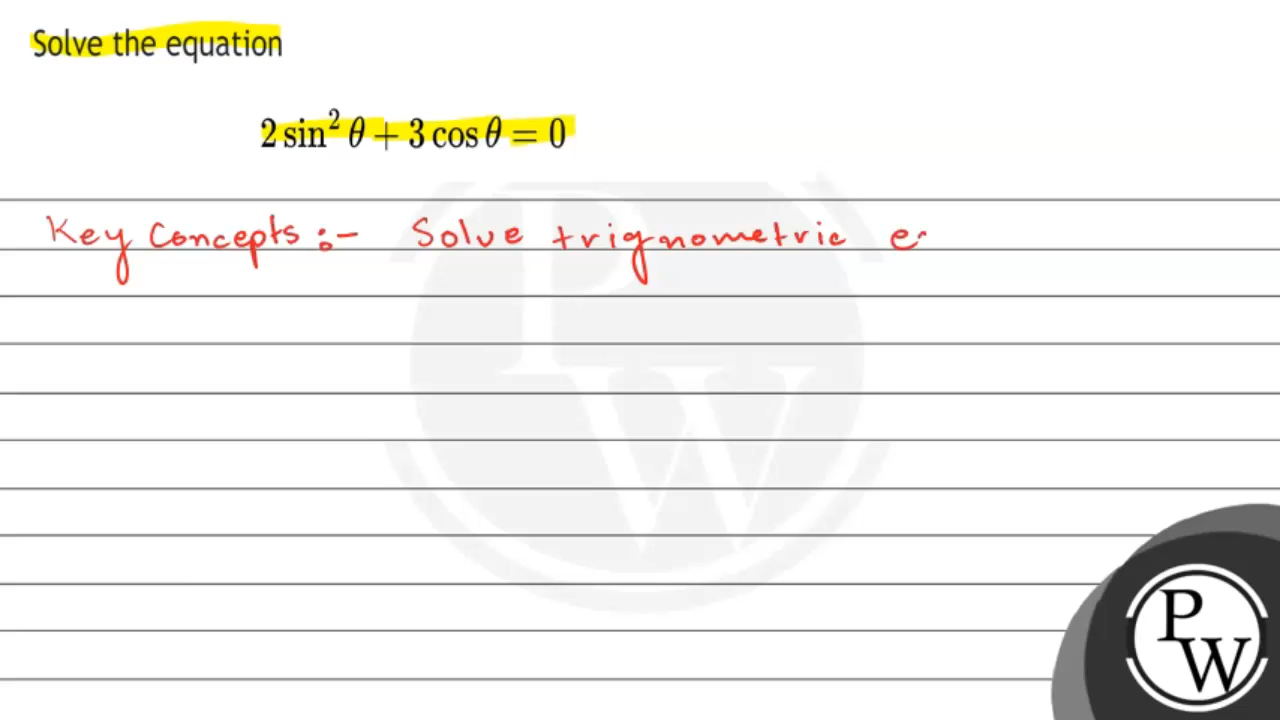 Solve the equation
2 sin² θ + 3 cos θ = 0
Key Concepts :- Solve trignometric
P
W
P
W